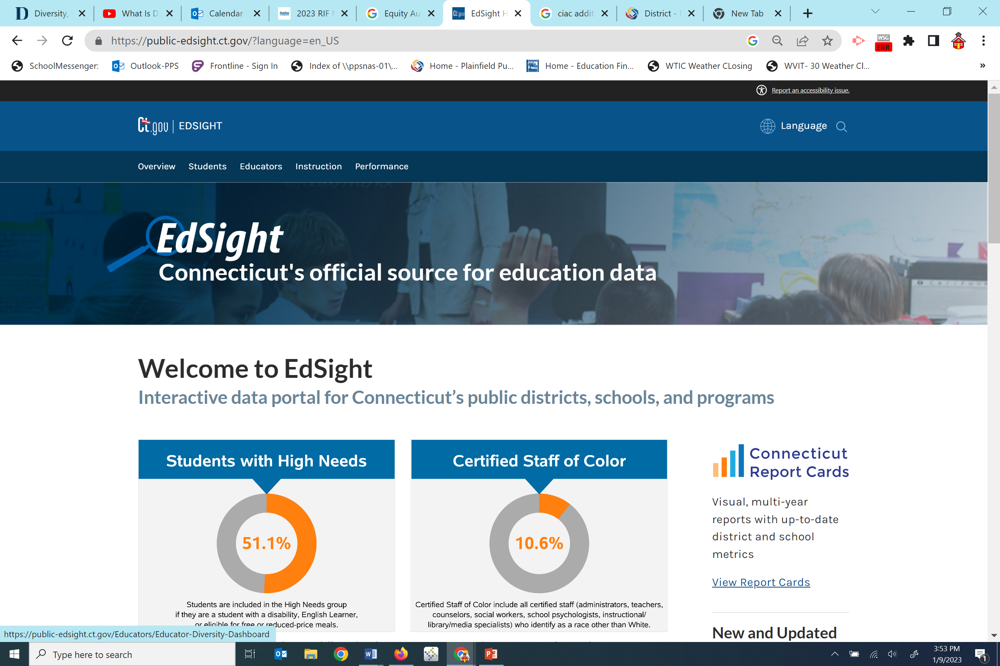 Diversity,
What Is D
Calendar
2023 RIF
Equity Au
EdSight H
ciac addit
District -
New Tab
https://public-edsight.ct.gov/?language=en_US
WSG
ERR
SchoolMessenger:
Outlook-PPS
Frontline - Sign In
Index of \\ppsnas-01\...
Home - Plainfield Pu...
Home - Education Fin...
WTIC Weather CLosing
WVIT- 30 Weather Cl...
»
Report an accessibility issue.
Ct.gov | EDSIGHT
Language
Overview Students Educators Instruction Performance
EdSight
Connecticut's official source for education data
Welcome to EdSight
Interactive data portal for Connecticut’s public districts, schools, and programs
Students with High Needs
51.1%
Students are included in the High Needs group
if they are a student with a disability, English Learner,
or eligible for free or reduced-price meals.
Certified Staff of Color
10.6%
Certified Staff of Color include all certified staff (administrators, teachers,
counselors, social workers, school psychologists, instructional/
library/media specialists) who identify as a race other than White.
Connecticut
Report Cards
Visual, multi-year
reports with up-to-date
district and school
metrics
View Report Cards
New and Updated
https://public-edsight.ct.gov/Educators/Educator-Diversity-Dashboard
Type here to search
3:53 PM
1/9/2023
1